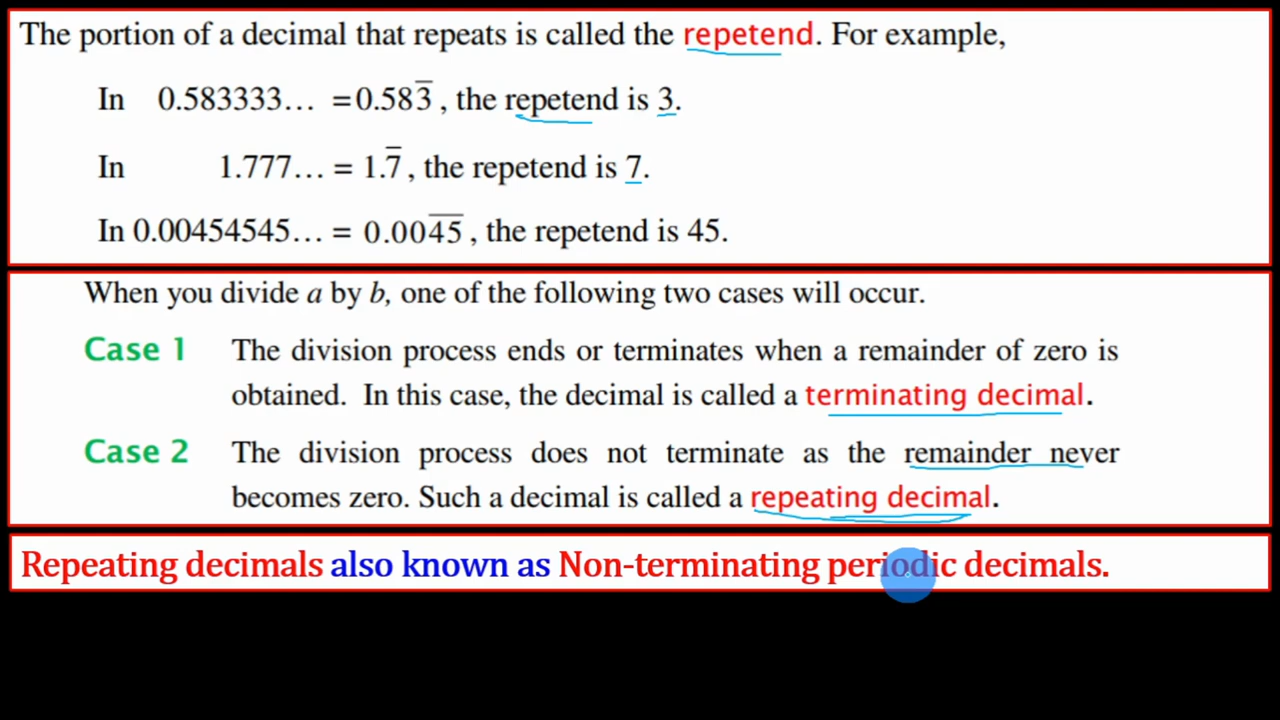 The portion of a decimal that repeats is called the repetend. For example,
In 0.583333... = 0.583̅ , the repetend is 3.
In 1.777... = 1.7̅ , the repetend is 7.
In 0.00454545... = 0.004̅5̅ , the repetend is 45.
When you divide a by b, one of the following two cases will occur.
Case 1 The division process ends or terminates when a remainder of zero is
obtained. In this case, the decimal is called a terminating decimal.
Case 2 The division process does not terminate as the remainder never
becomes zero. Such a decimal is called a repeating decimal.
Repeating decimals also known as Non-terminating periodic decimals.